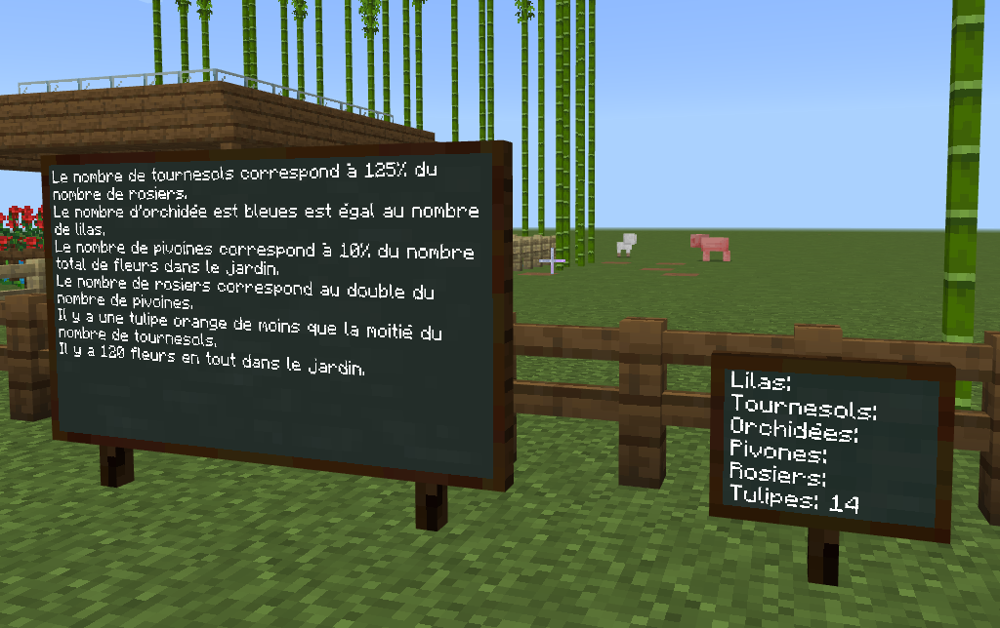 Le nombre de tournesols correspond à 125% du
nombre de rosiers.
Le nombre d'orchidée est bleues est égal au nombre
de lilas.
Le nombre de pivoines correspond à 10% du nombre
total de fleurs dans le jardin.
Le nombre de rosiers correspond au double du
nombre de pivoines.
Il y a une tulipe orange de moins que la moitié du
nombre de tournesols.
Il y a 120 fleurs en tout dans le jardin.
Lilas:
Tournesols:
Orchidées:
Pivones:
Rosiers:
Tulipes: 14